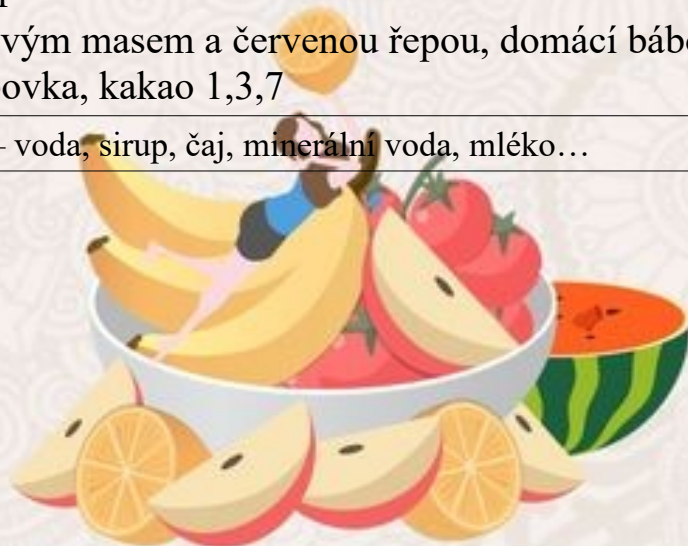 vým masem a červenou řepou, domácí bábo
ovka, kakao 1,3,7
– voda, sirup, čaj, minerální voda, mléko…